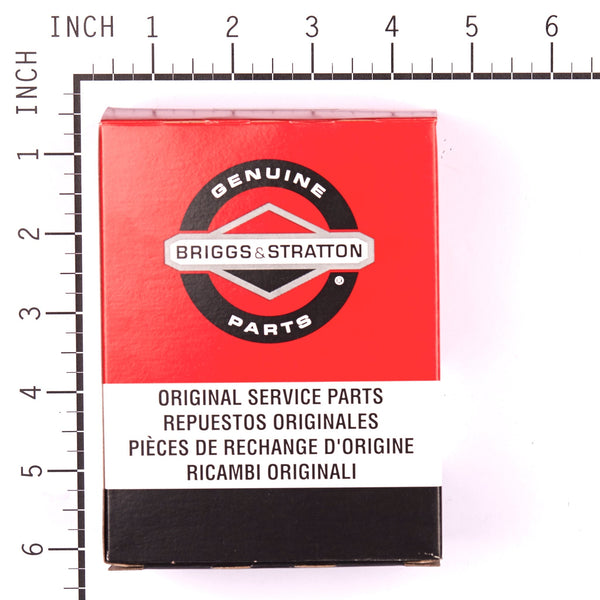 INCH 1 2 3 4 5 6
INCH
1
2
3
4
5
6
GENUINE
BRIGGS & STRATTON
®
PARTS
ORIGINAL SERVICE PARTS
REPUESTOS ORIGINALES
PIÈCES DE RECHANGE D'ORIGINE
RICAMBI ORIGINALI